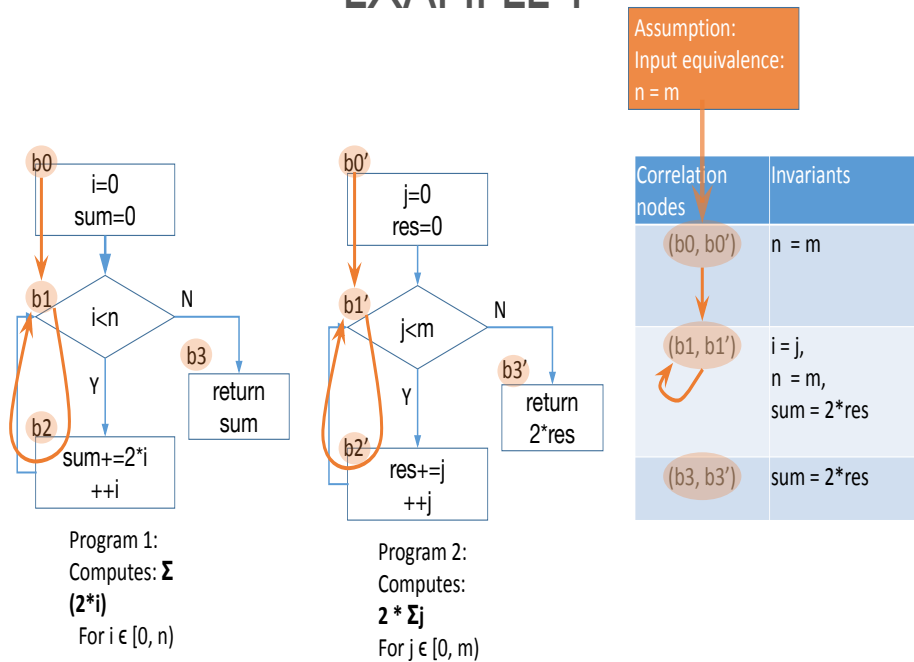 EXAMPLE 1
Assumption:
Input equivalence:
n = m
b0
i=0
sum=0
b1
i<n
N
Y
b3
return
sum
b2
sum+=2*i
++i
Program 1:
Computes: Σ
(2*i)
For i ϵ [0, n)
b0’
j=0
res=0
b1’
j<m
N
Y
b3’
return
2*res
b2’
res+=j
++j
Program 2:
Computes:
2 * Σj
For j ϵ [0, m)
Correlation nodes
Invariants
(b0, b0’)
n = m
(b1, b1’)
i = j,
n = m,
sum = 2*res
(b3, b3’)
sum = 2*res